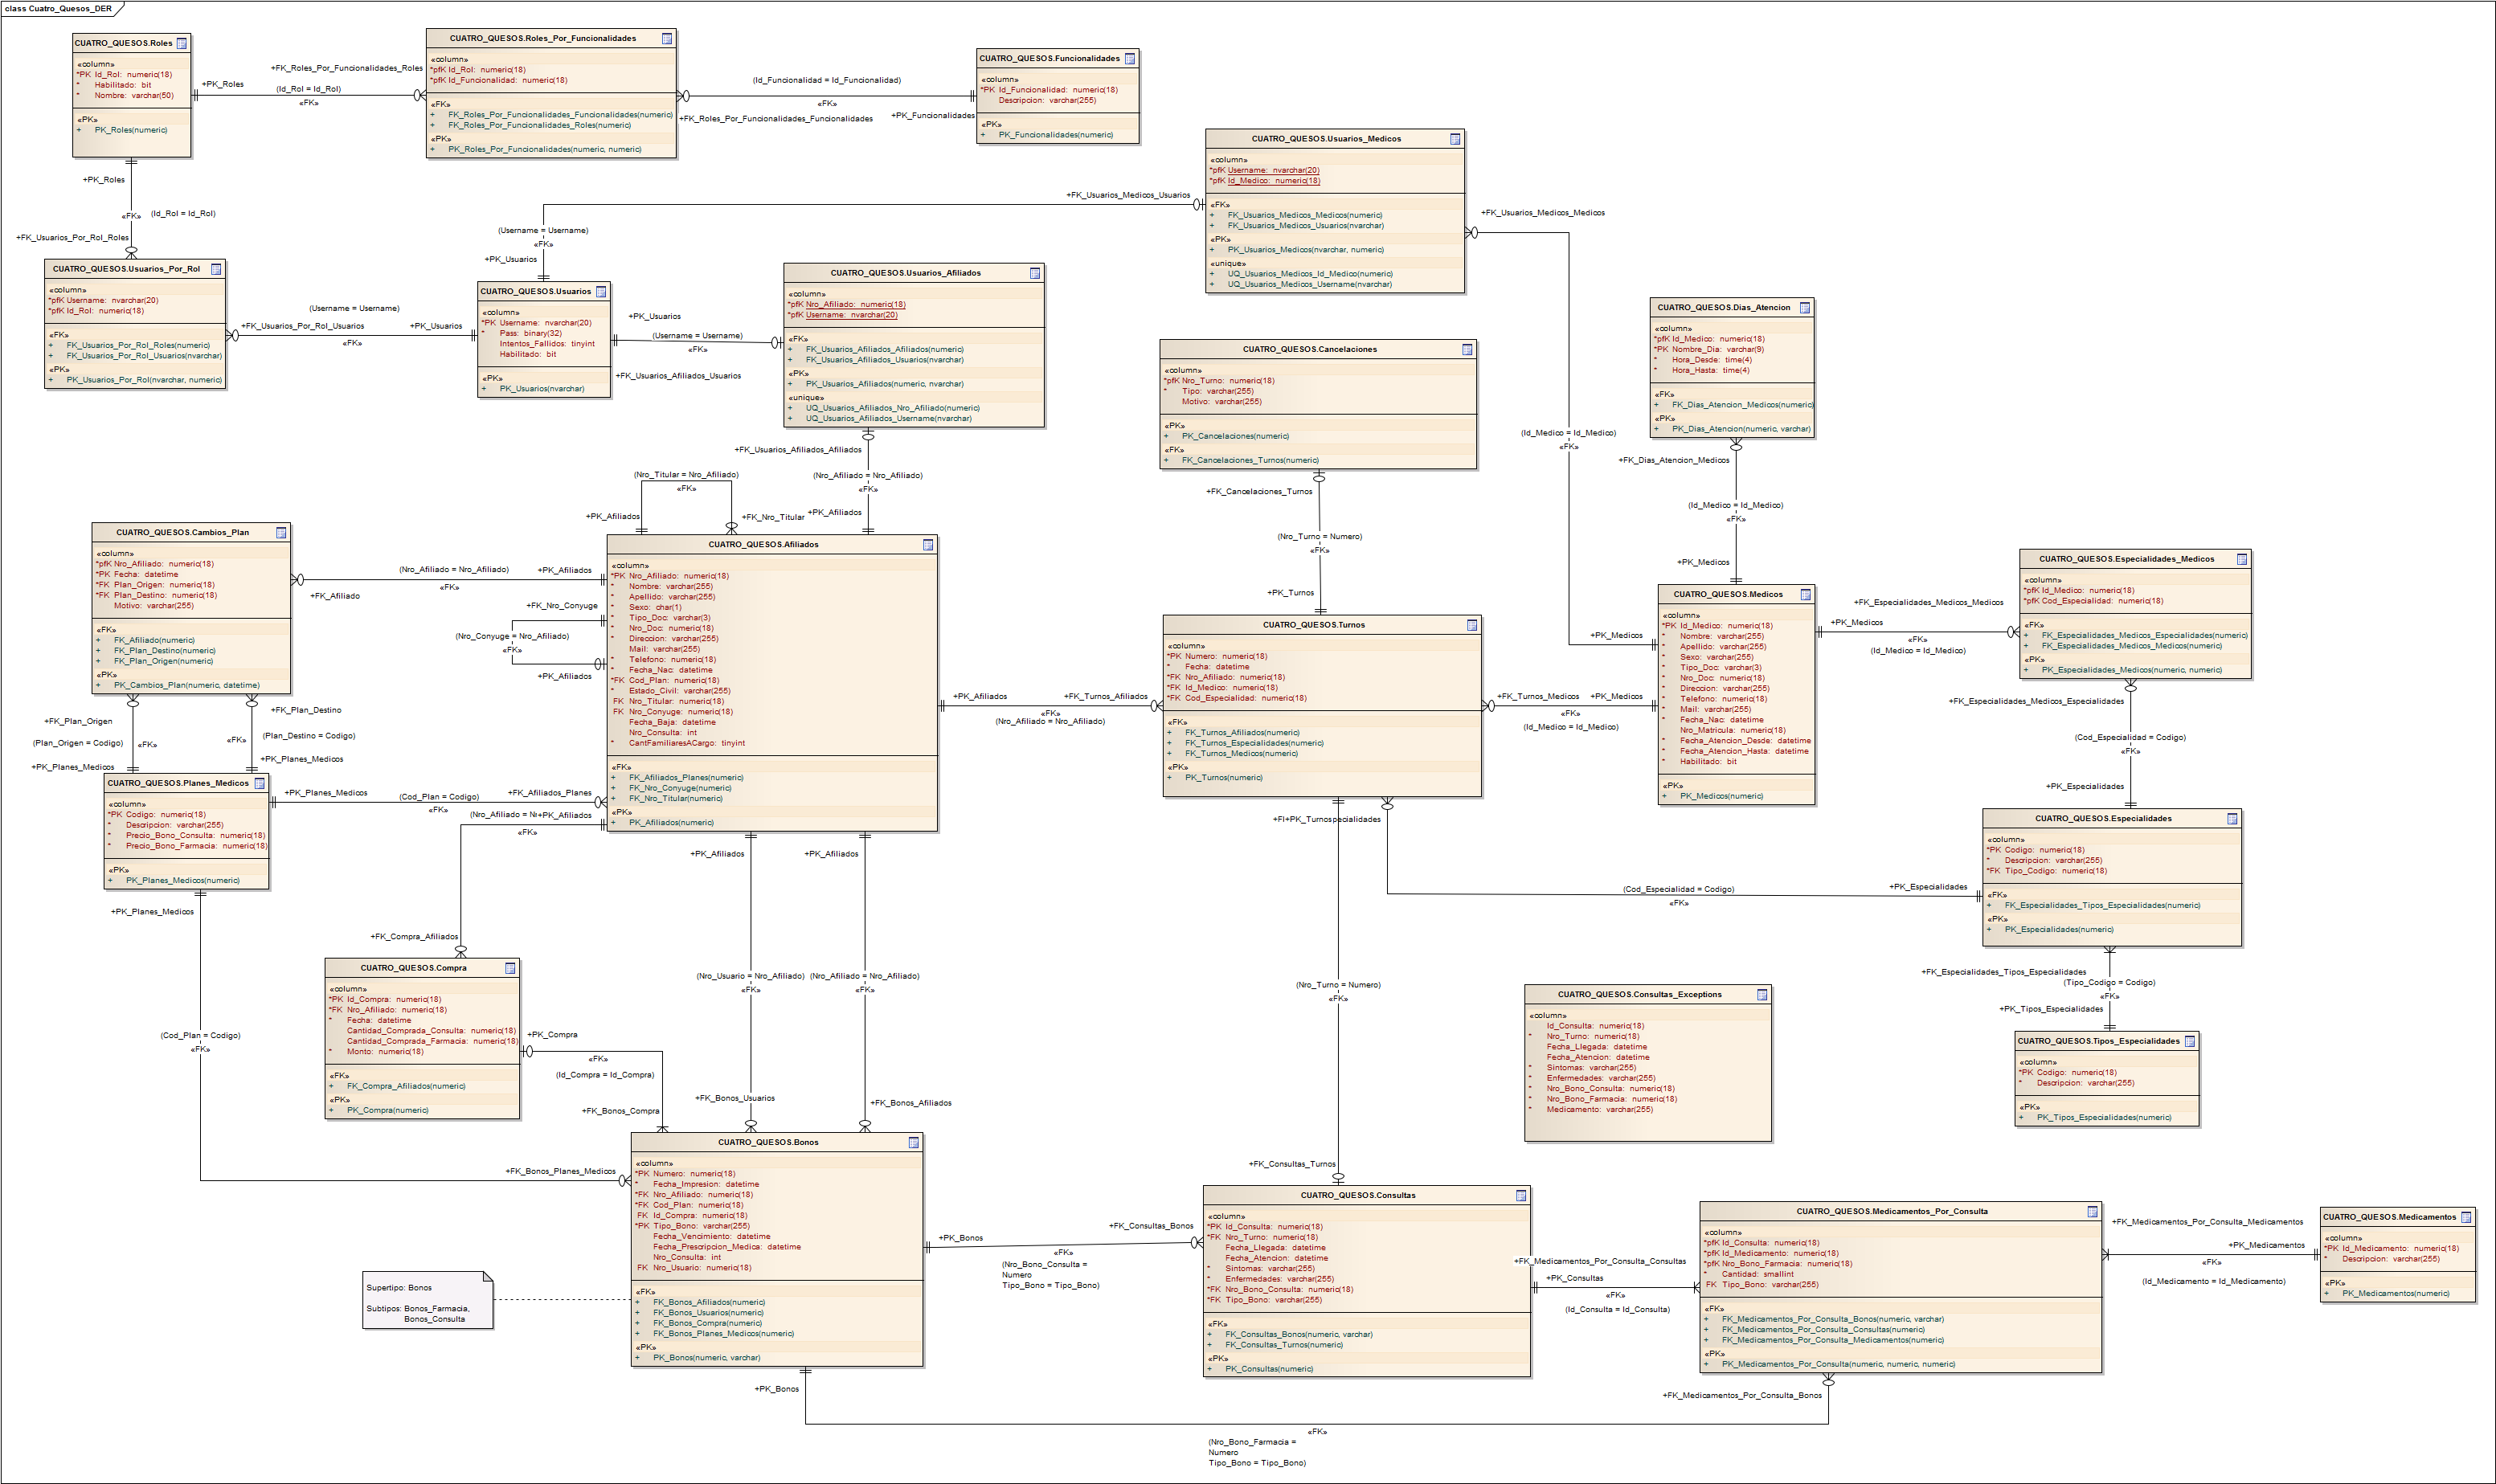 class Cuatro_Quesos_DER
CUATRO_QUESOS.Roles
«column»
*PK Id_Rol: numeric(18)
* Habilitado: bit
* Nombre: varchar(50)
«PK»
+ PK_Roles(numeric)
+PK_Roles
+FK_Roles_Por_Funcionalidades_Roles
(Id_Rol = Id_Rol)
«FK»
CUATRO_QUESOS.Roles_Por_Funcionalidades
«column»
*pfK Id_Rol: numeric(18)
*pfK Id_Funcionalidad: numeric(18)
«FK»
+ FK_Roles_Por_Funcionalidades_Funcionalidades(numeric)
+ FK_Roles_Por_Funcionalidades_Roles(numeric)
«PK»
+ PK_Roles_Por_Funcionalidades(numeric, numeric)
(Id_Funcionalidad = Id_Funcionalidad)
«FK»
+FK_Roles_Por_Funcionalidades_Funcionalidades
+PK_Funcionalidades
CUATRO_QUESOS.Funcionalidades
«column»
*PK Id_Funcionalidad: numeric(18)
Descripcion: varchar(255)
«PK»
+ PK_Funcionalidades(numeric)
CUATRO_QUESOS.Usuarios_Medicos
«column»
*pfK Username: nvarchar(20)
*pfK Id_Medico: numeric(18)
«FK»
+ FK_Usuarios_Medicos_Medicos(numeric)
+ FK_Usuarios_Medicos_Usuarios(nvarchar)
«PK»
+ PK_Usuarios_Medicos(nvarchar, numeric)
«unique»
+ UQ_Usuarios_Medicos_Id_Medico(numeric)
+ UQ_Usuarios_Medicos_Username(nvarchar)
+FK_Usuarios_Medicos_Usuarios
(Username = Username)
«FK»
+PK_Usuarios
+FK_Usuarios_Medicos_Medicos
(Id_Medico = Id_Medico)
«FK»
+PK_Medicos
+PK_Roles
«FK»
(Id_Rol = Id_Rol)
+FK_Usuarios_Por_Rol_Roles
CUATRO_QUESOS.Usuarios_Por_Rol
«column»
*pfK Username: nvarchar(20)
*pfK Id_Rol: numeric(18)
«FK»
+ FK_Usuarios_Por_Rol_Roles(numeric)
+ FK_Usuarios_Por_Rol_Usuarios(nvarchar)
«PK»
+ PK_Usuarios_Por_Rol(nvarchar, numeric)
(Username = Username)
+FK_Usuarios_Por_Rol_Usuarios
+PK_Usuarios
«FK»
CUATRO_QUESOS.Usuarios
«column»
*PK Username: nvarchar(20)
* Pass: binary(32)
Intentos_Fallidos: tinyint
Habilitado: bit
«PK»
+ PK_Usuarios(nvarchar)
+PK_Usuarios
(Username = Username)
«FK»
+FK_Usuarios_Afiliados_Usuarios
CUATRO_QUESOS.Usuarios_Afiliados
«column»
*pfK Nro_Afiliado: numeric(18)
*pfK Username: nvarchar(20)
«FK»
+ FK_Usuarios_Afiliados_Afiliados(numeric)
+ FK_Usuarios_Afiliados_Usuarios(nvarchar)
«PK»
+ PK_Usuarios_Afiliados(numeric, nvarchar)
«unique»
+ UQ_Usuarios_Afiliados_Nro_Afiliado(numeric)
+ UQ_Usuarios_Afiliados_Username(nvarchar)
+FK_Usuarios_Afiliados_Afiliados
(Nro_Afiliado = Nro_Afiliado)
«FK»
+PK_Afiliados
CUATRO_QUESOS.Cancelaciones
«column»
*pfK Nro_Turno: numeric(18)
* Tipo: varchar(255)
Motivo: varchar(255)
«PK»
+ PK_Cancelaciones(numeric)
«FK»
+ FK_Cancelaciones_Turnos(numeric)
+FK_Cancelaciones_Turnos
(Nro_Turno = Numero)
«FK»
+PK_Turnos
CUATRO_QUESOS.Dias_Atencion
«column»
*pfK Id_Medico: numeric(18)
*PK Nombre_Dia: varchar(9)
* Hora_Desde: time(4)
* Hora_Hasta: time(4)
«FK»
+ FK_Dias_Atencion_Medicos(numeric)
«PK»
+ PK_Dias_Atencion(numeric, varchar)
+FK_Dias_Atencion_Medicos
(Id_Medico = Id_Medico)
«FK»
+PK_Medicos
(Nro_Titular = Nro_Afiliado)
«FK»
+PK_Afiliados
+FK_Nro_Titular
CUATRO_QUESOS.Cambios_Plan
«column»
*pfK Nro_Afiliado: numeric(18)
*PK Fecha: datetime
*FK Plan_Origen: numeric(18)
*FK Plan_Destino: numeric(18)
Motivo: varchar(255)
«FK»
+ FK_Afiliado(numeric)
+ FK_Plan_Destino(numeric)
+ FK_Plan_Origen(numeric)
«PK»
+ PK_Cambios_Plan(numeric, datetime)
(Nro_Afiliado = Nro_Afiliado)
+PK_Afiliados
«FK»
+FK_Afiliado
+FK_Nro_Conyuge
(Nro_Conyuge = Nro_Afiliado)
«FK»
+PK_Afiliados
CUATRO_QUESOS.Afiliados
«column»
*PK Nro_Afiliado: numeric(18)
* Nombre: varchar(255)
* Apellido: varchar(255)
* Sexo: char(1)
* Tipo_Doc: varchar(3)
* Nro_Doc: numeric(18)
* Direccion: varchar(255)
Mail: varchar(255)
* Telefono: numeric(18)
* Fecha_Nac: datetime
*FK Cod_Plan: numeric(18)
* Estado_Civil: varchar(255)
FK Nro_Titular: numeric(18)
FK Nro_Conyuge: numeric(18)
Fecha_Baja: datetime
Nro_Consulta: int
* CantFamiliaresACargo: tinyint
«FK»
+ FK_Afiliados_Planes(numeric)
+ FK_Nro_Conyuge(numeric)
+ FK_Nro_Titular(numeric)
«PK»
+ PK_Afiliados(numeric)
+PK_Afiliados
+FK_Turnos_Afiliados
«FK»
(Nro_Afiliado = Nro_Afiliado)
CUATRO_QUESOS.Turnos
«column»
*PK Numero: numeric(18)
* Fecha: datetime
*FK Nro_Afiliado: numeric(18)
*FK Id_Medico: numeric(18)
*FK Cod_Especialidad: numeric(18)
«FK»
+ FK_Turnos_Afiliados(numeric)
+ FK_Turnos_Especialidades(numeric)
+ FK_Turnos_Medicos(numeric)
«PK»
+ PK_Turnos(numeric)
+FK_Turnos_Medicos
+PK_Medicos
«FK»
(Id_Medico = Id_Medico)
CUATRO_QUESOS.Medicos
«column»
*PK Id_Medico: numeric(18)
* Nombre: varchar(255)
* Apellido: varchar(255)
* Sexo: varchar(255)
* Tipo_Doc: varchar(3)
* Nro_Doc: numeric(18)
* Direccion: varchar(255)
* Telefono: numeric(18)
* Mail: varchar(255)
* Fecha_Nac: datetime
Nro_Matricula: numeric(18)
* Fecha_Atencion_Desde: datetime
* Fecha_Atencion_Hasta: datetime
* Habilitado: bit
«PK»
+ PK_Medicos(numeric)
+FK_Especialidades_Medicos_Medicos
+PK_Medicos
«FK»
(Id_Medico = Id_Medico)
CUATRO_QUESOS.Especialidades_Medicos
«column»
*pfK Id_Medico: numeric(18)
*pfK Cod_Especialidad: numeric(18)
«FK»
+ FK_Especialidades_Medicos_Especialidades(numeric)
+ FK_Especialidades_Medicos_Medicos(numeric)
«PK»
+ PK_Especialidades_Medicos(numeric, numeric)
+FK_Especialidades_Medicos_Especialidades
(Cod_Especialidad = Codigo)
«FK»
+PK_Especialidades
+FK_Plan_Origen
(Plan_Origen = Codigo)
«FK»
+PK_Planes_Medicos
+FK_Plan_Destino
«FK»
(Plan_Destino = Codigo)
+PK_Planes_Medicos
CUATRO_QUESOS.Planes_Medicos
«column»
*PK Codigo: numeric(18)
* Descripcion: varchar(255)
* Precio_Bono_Consulta: numeric(18)
* Precio_Bono_Farmacia: numeric(18)
«PK»
+ PK_Planes_Medicos(numeric)
+PK_Planes_Medicos
(Cod_Plan = Codigo)
«FK»
+FK_Afiliados_Planes
(Nro_Afiliado = Nr
+PK_Afiliados
«FK»
+FK_Compra_Afiliados
+PK_Planes_Medicos
(Cod_Plan = Codigo)
«FK»
+FK_Bonos_Planes_Medicos
+PK_Afiliados
(Nro_Usuario = Nro_Afiliado)
«FK»
+FK_Bonos_Usuarios
+PK_Afiliados
(Nro_Afiliado = Nro_Afiliado)
«FK»
+FK_Bonos_Afiliados
+PK_Turnos
pecialidades
(Cod_Especialidad = Codigo)
«FK»
+PK_Especialidades
(Nro_Turno = Numero)
«FK»
+FK_Consultas_Turnos
CUATRO_QUESOS.Especialidades
«column»
*PK Codigo: numeric(18)
* Descripcion: varchar(255)
*FK Tipo_Codigo: numeric(18)
«FK»
+ FK_Especialidades_Tipos_Especialidades(numeric)
«PK»
+ PK_Especialidades(numeric)
+FK_Especialidades_Tipos_Especialidades
(Tipo_Codigo = Codigo)
«FK»
+PK_Tipos_Especialidades
CUATRO_QUESOS.Tipos_Especialidades
«column»
*PK Codigo: numeric(18)
* Descripcion: varchar(255)
«PK»
+ PK_Tipos_Especialidades(numeric)
CUATRO_QUESOS.Compra
«column»
*PK Id_Compra: numeric(18)
*FK Nro_Afiliado: numeric(18)
* Fecha: datetime
Cantidad_Comprada_Consulta: numeric(18)
Cantidad_Comprada_Farmacia: numeric(18)
* Monto: numeric(18)
«FK»
+ FK_Compra_Afiliados(numeric)
«PK»
+ PK_Compra(numeric)
+PK_Compra
«FK»
(Id_Compra = Id_Compra)
+FK_Bonos_Compra
CUATRO_QUESOS.Consultas_Exceptions
«column»
Id_Consulta: numeric(18)
* Nro_Turno: numeric(18)
Fecha_Llegada: datetime
Fecha_Atencion: datetime
* Sintomas: varchar(255)
* Enfermedades: varchar(255)
* Nro_Bono_Consulta: numeric(18)
* Nro_Bono_Farmacia: numeric(18)
* Medicamento: varchar(255)
CUATRO_QUESOS.Bonos
«column»
*PK Numero: numeric(18)
* Fecha_Impresion: datetime
*FK Nro_Afiliado: numeric(18)
*FK Cod_Plan: numeric(18)
FK Id_Compra: numeric(18)
*PK Tipo_Bono: varchar(255)
Fecha_Vencimiento: datetime
Fecha_Prescripcion_Medica: datetime
Nro_Consulta: int
FK Nro_Usuario: numeric(18)
«FK»
+ FK_Bonos_Afiliados(numeric)
+ FK_Bonos_Usuarios(numeric)
+ FK_Bonos_Compra(numeric)
+ FK_Bonos_Planes_Medicos(numeric)
«PK»
+ PK_Bonos(numeric, varchar)
Supertipo: Bonos
Subtipos: Bonos_Farmacia,
Bonos_Consulta
+PK_Bonos
+FK_Consultas_Bonos
«FK»
(Nro_Bono_Consulta =
Numero
Tipo_Bono = Tipo_Bono)
CUATRO_QUESOS.Consultas
«column»
*PK Id_Consulta: numeric(18)
*FK Nro_Turno: numeric(18)
Fecha_Llegada: datetime
Fecha_Atencion: datetime
* Sintomas: varchar(255)
* Enfermedades: varchar(255)
*FK Nro_Bono_Consulta: numeric(18)
*FK Tipo_Bono: varchar(255)
«FK»
+ FK_Consultas_Bonos(numeric, varchar)
+ FK_Consultas_Turnos(numeric)
«PK»
+ PK_Consultas(numeric)
+FK_Medicamentos_Por_Consulta_Consultas
+PK_Consultas
«FK»
(Id_Consulta = Id_Consulta)
CUATRO_QUESOS.Medicamentos_Por_Consulta
«column»
*pfK Id_Consulta: numeric(18)
*pfK Id_Medicamento: numeric(18)
*pfK Nro_Bono_Farmacia: numeric(18)
* Cantidad: smallint
FK Tipo_Bono: varchar(255)
«FK»
+ FK_Medicamentos_Por_Consulta_Bonos(numeric, varchar)
+ FK_Medicamentos_Por_Consulta_Consultas(numeric)
+ FK_Medicamentos_Por_Consulta_Medicamentos(numeric)
«PK»
+ PK_Medicamentos_Por_Consulta(numeric, numeric, numeric)
+FK_Medicamentos_Por_Consulta_Medicamentos
+PK_Medicamentos
«FK»
(Id_Medicamento = Id_Medicamento)
CUATRO_QUESOS.Medicamentos
«column»
*PK Id_Medicamento: numeric(18)
* Descripcion: varchar(255)
«PK»
+ PK_Medicamentos(numeric)
+PK_Bonos
+FK_Medicamentos_Por_Consulta_Bonos
«FK»
(Nro_Bono_Farmacia =
Numero
Tipo_Bono = Tipo_Bono)